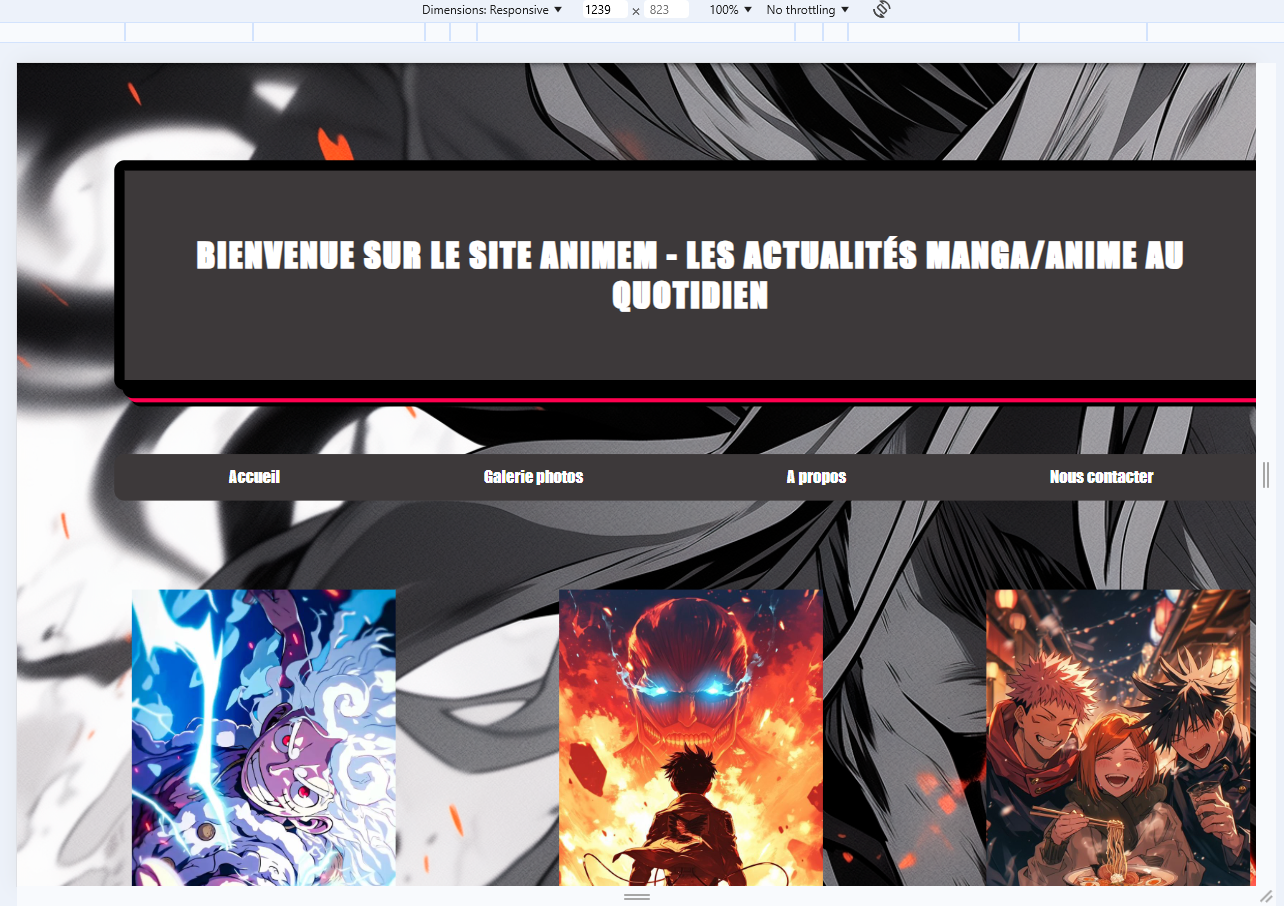 Dimensions: Responsive 1239 × 823 100% No throttling
BIENVENUE SUR LE SITE ANIMEM - LES ACTUALITÉS MANGA/ANIME AU
QUOTIDIEN
Accueil Galerie photos A propos Nous contacter